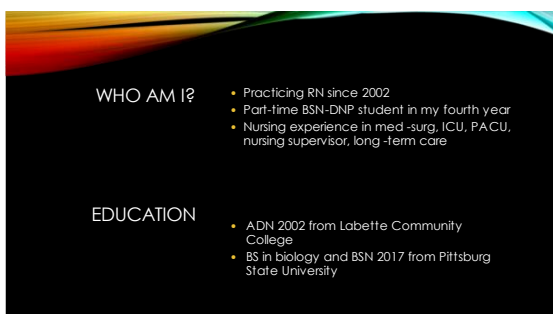 WHO AM I?
• Practicing RN since 2002
• Part-time BSN-DNP student in my fourth year
• Nursing experience in med -surg, ICU, PACU,
nursing supervisor, long -term care
EDUCATION
• ADN 2002 from Labette Community
College
• BS in biology and BSN 2017 from Pittsburg
State University